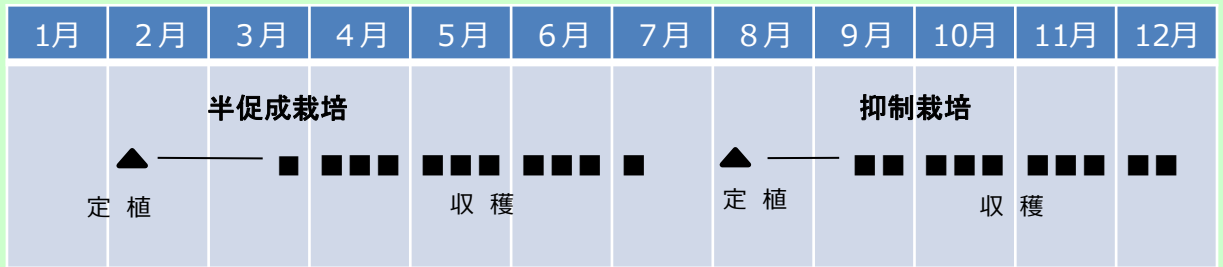 1月 2月 3月 4月 5月 6月 7月 8月 9月 10月 11月 12月
半促成栽培 抑制栽培
▲ ── ■ ■■■ ■■■ ■■■ ■ ▲ ── ■■ ■■■ ■■■ ■■
定植 収穫 定植 収穫